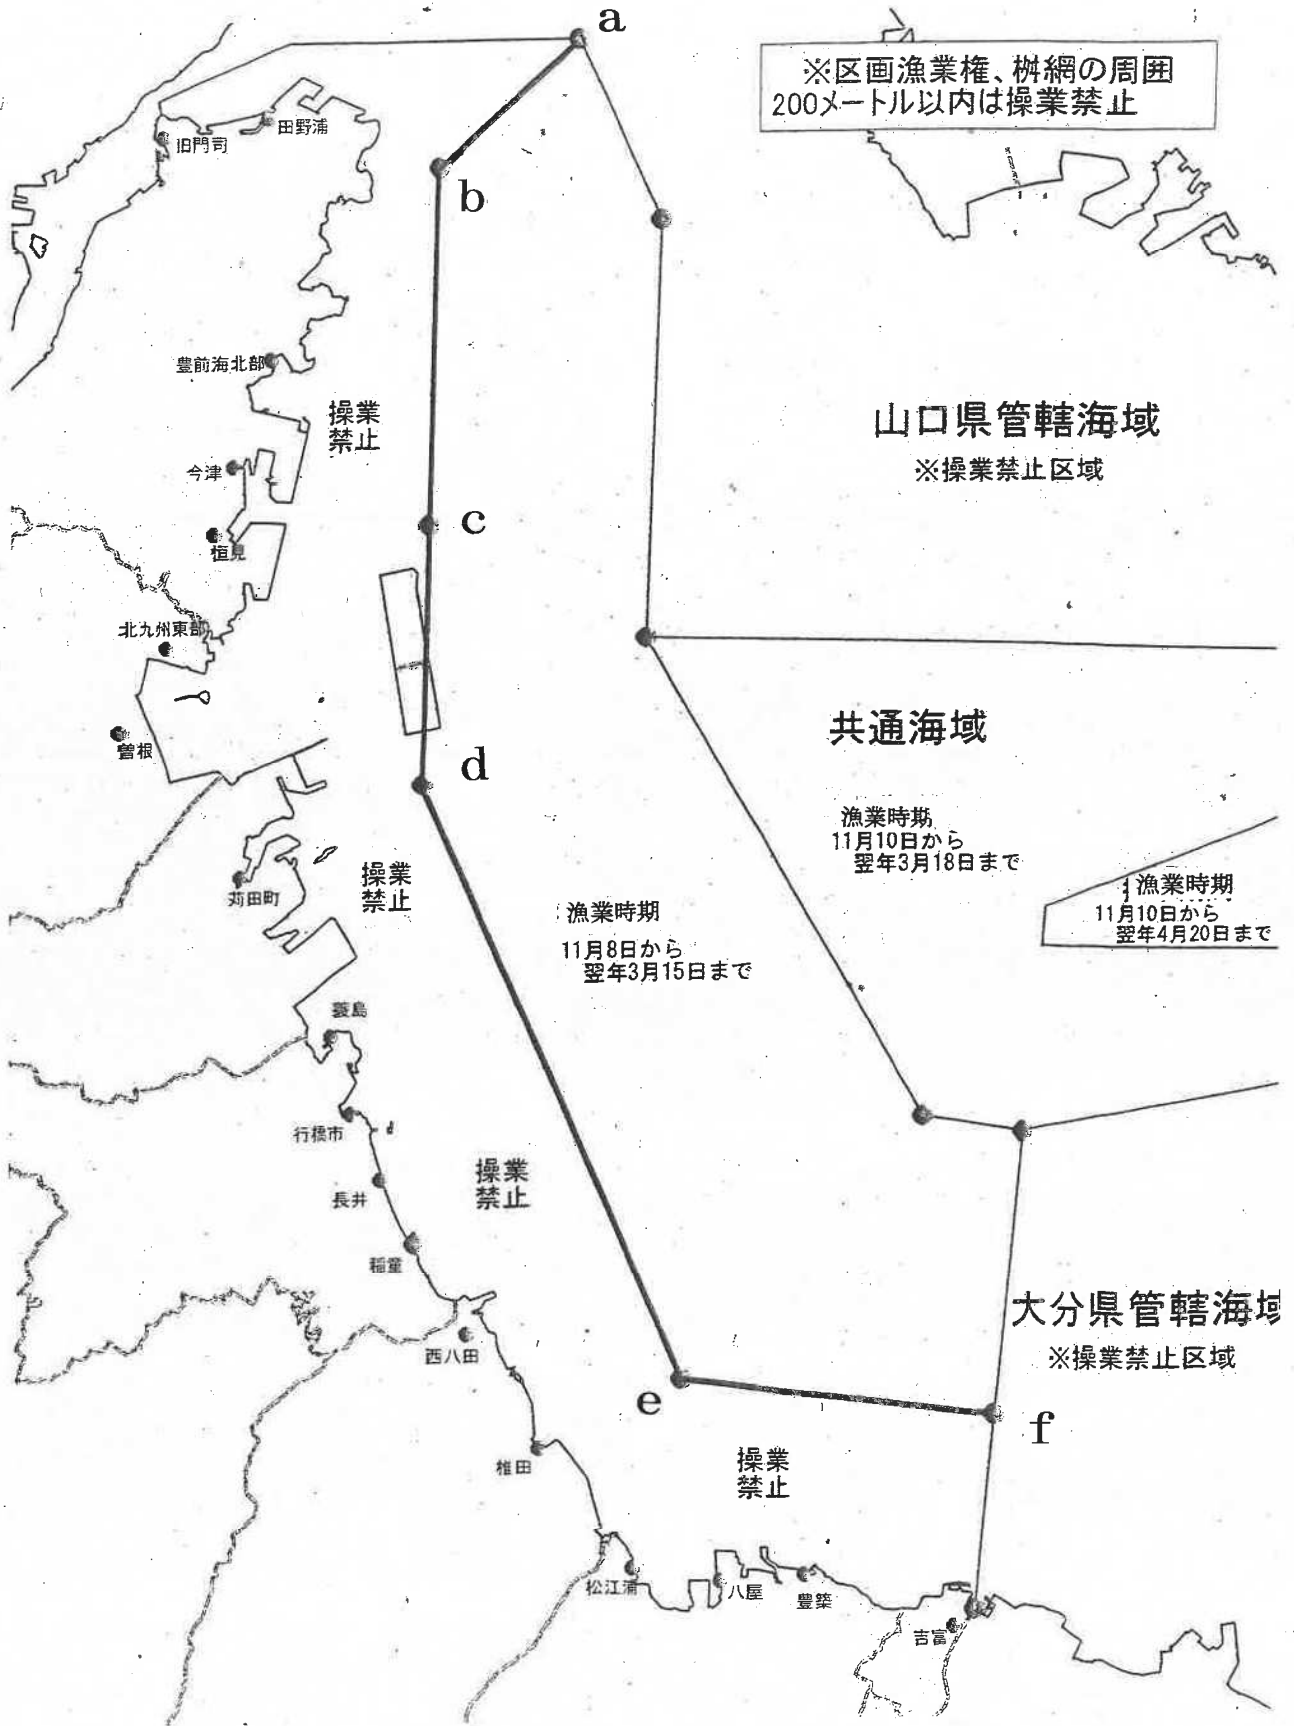 a
※区画漁業権、桝網の周囲
200メートル以内は操業禁止
田野浦
旧門司
b
豊前海北部
操業
禁止
山口県管轄海域
※操業禁止区域
今津
c
恒見
北九州東部
共通海域
曽根
d
漁業時期
11月10日から
翌年3月18日まで
操業
禁止
苅田町
漁業時期
11月10日から
翌年4月20日まで
漁業時期
11月8日から
翌年3月15日まで
蓑島
行橋市
操業
禁止
長井
稲童
大分県管轄海域
※操業禁止区域
西八田
e
f
操業
禁止
椎田
松江浦
八屋
豊築
吉富